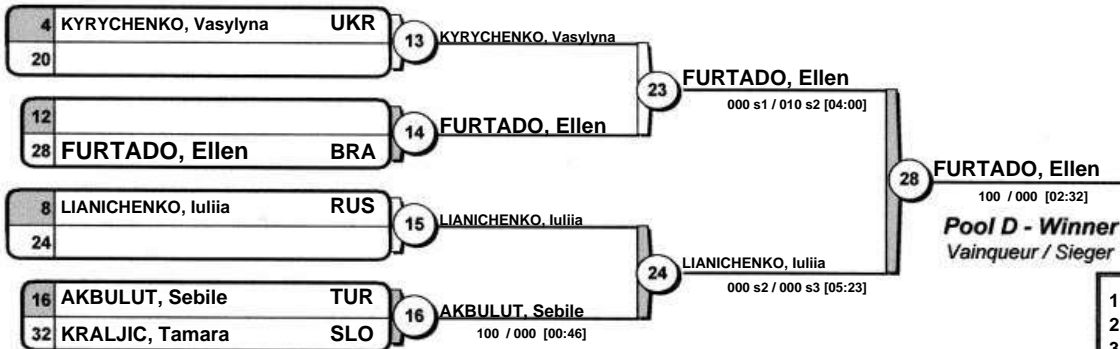 4 KYRYCHENKO, Vasylyna UKR
20
13
KYRYCHENKO, Vasylyna
12
28 FURTADO, Ellen BRA
14
FURTADO, Ellen
23
FURTADO, Ellen
000 s1 / 010 s2 [04:00]
8 LIANICHENKO, Iuliia RUS
24
15
LIANICHENKO, Iuliia
16 AKBULUT, Sebile TUR
32 KRALJIC, Tamara SLO
16
AKBULUT, Sebile
100 / 000 [00:46]
24
LIANICHENKO, Iuliia
000 s2 / 000 s3 [05:23]
28
FURTADO, Ellen
100 / 000 [02:32]
Pool D - Winner
Vainqueur / Sieger
1
2
3